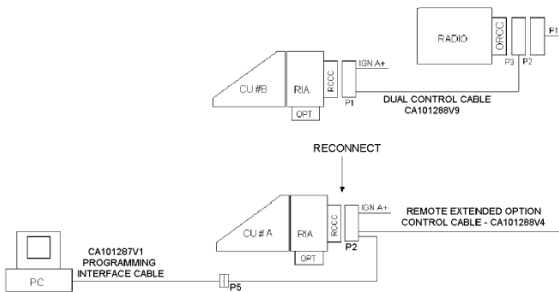 RADIO
ORCC
P1
P3
P2
IGN A+
CU #B
RIA
RCCC
P1
OPT
DUAL CONTROL CABLE
CA101288V9
RECONNECT
IGN A+
REMOTE EXTENDED OPTION
CONTROL CABLE - CA101288V4
CU # A
RIA
RCCC
P2
OPT
CA101287V1
PROGRAMMING
INTERFACE CABLE
PC
P5